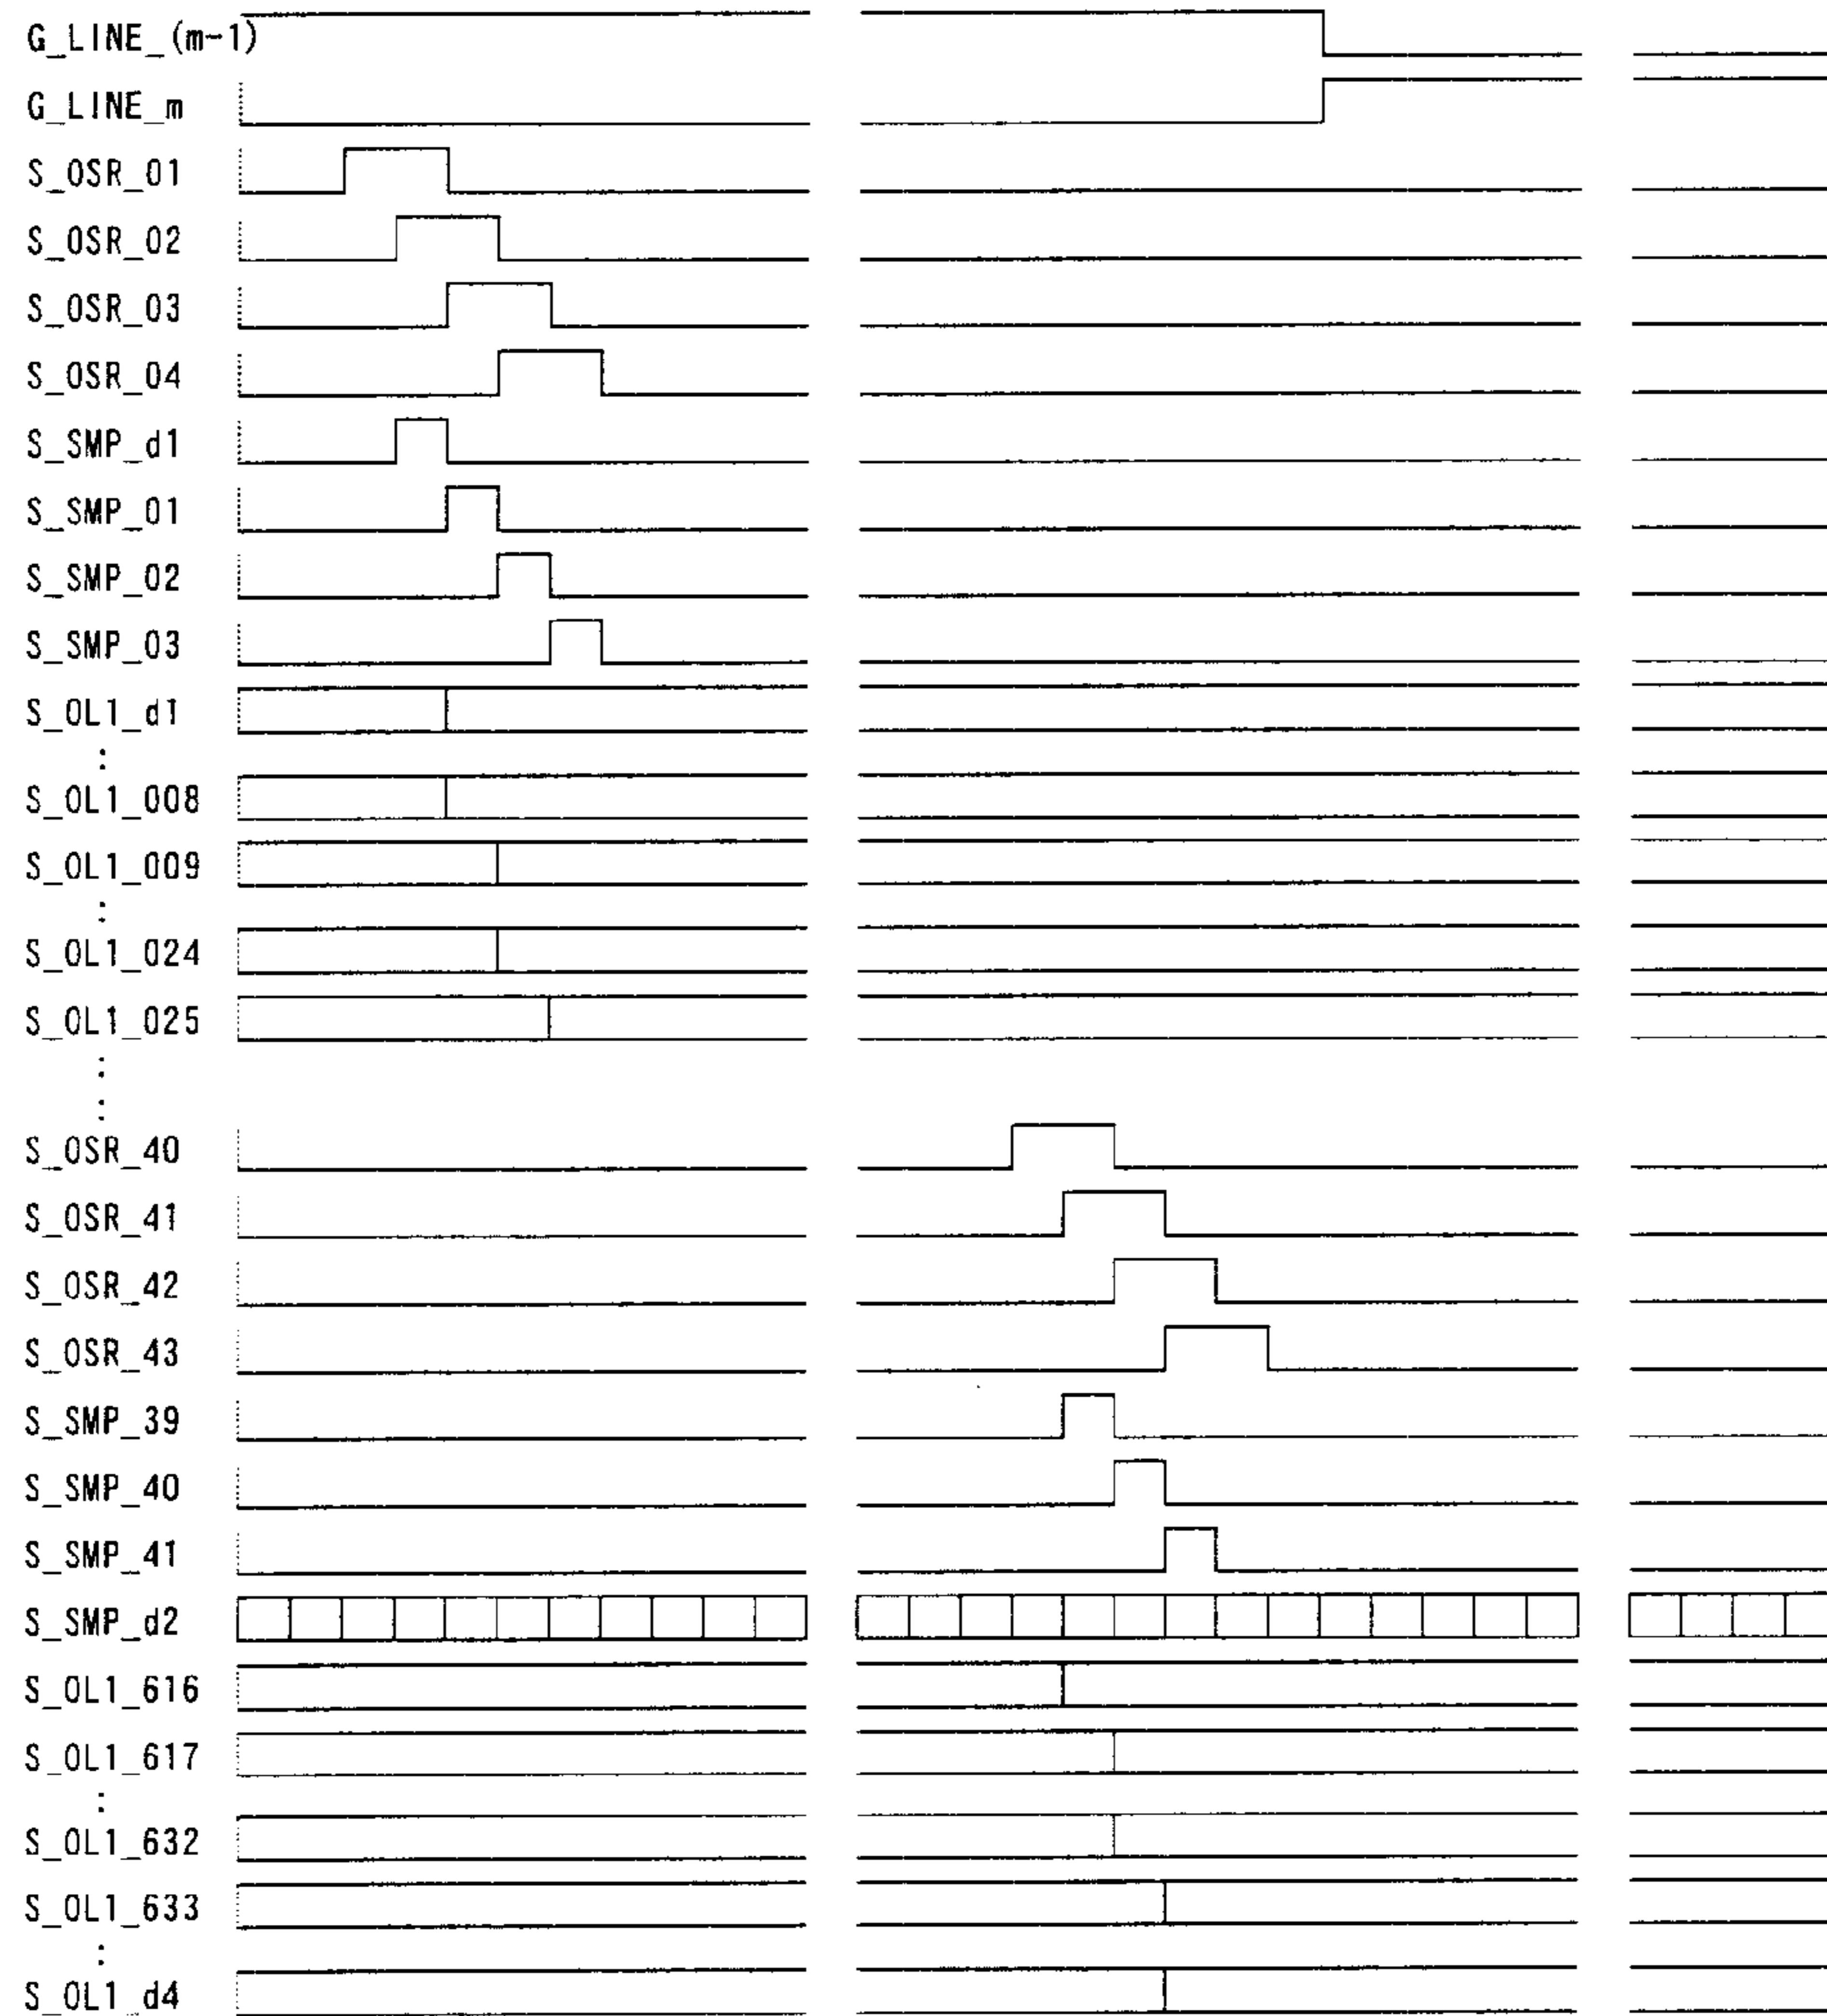 G_LINE_(m-1)
G_LINE_m
S_OSR_01
S_OSR_02
S_OSR_03
S_OSR_04
S_SMP_d1
S_SMP_01
S_SMP_02
S_SMP_03
S_OL1_d1
:
S_OL1_008
S_OL1_009
:
S_OL1_024
S_OL1_025
:
:
S_OSR_40
S_OSR_41
S_OSR_42
S_OSR_43
S_SMP_39
S_SMP_40
S_SMP_41
S_SMP_d2
S_OL1_616
S_OL1_617
:
S_OL1_632
S_OL1_633
:
S_OL1_d4